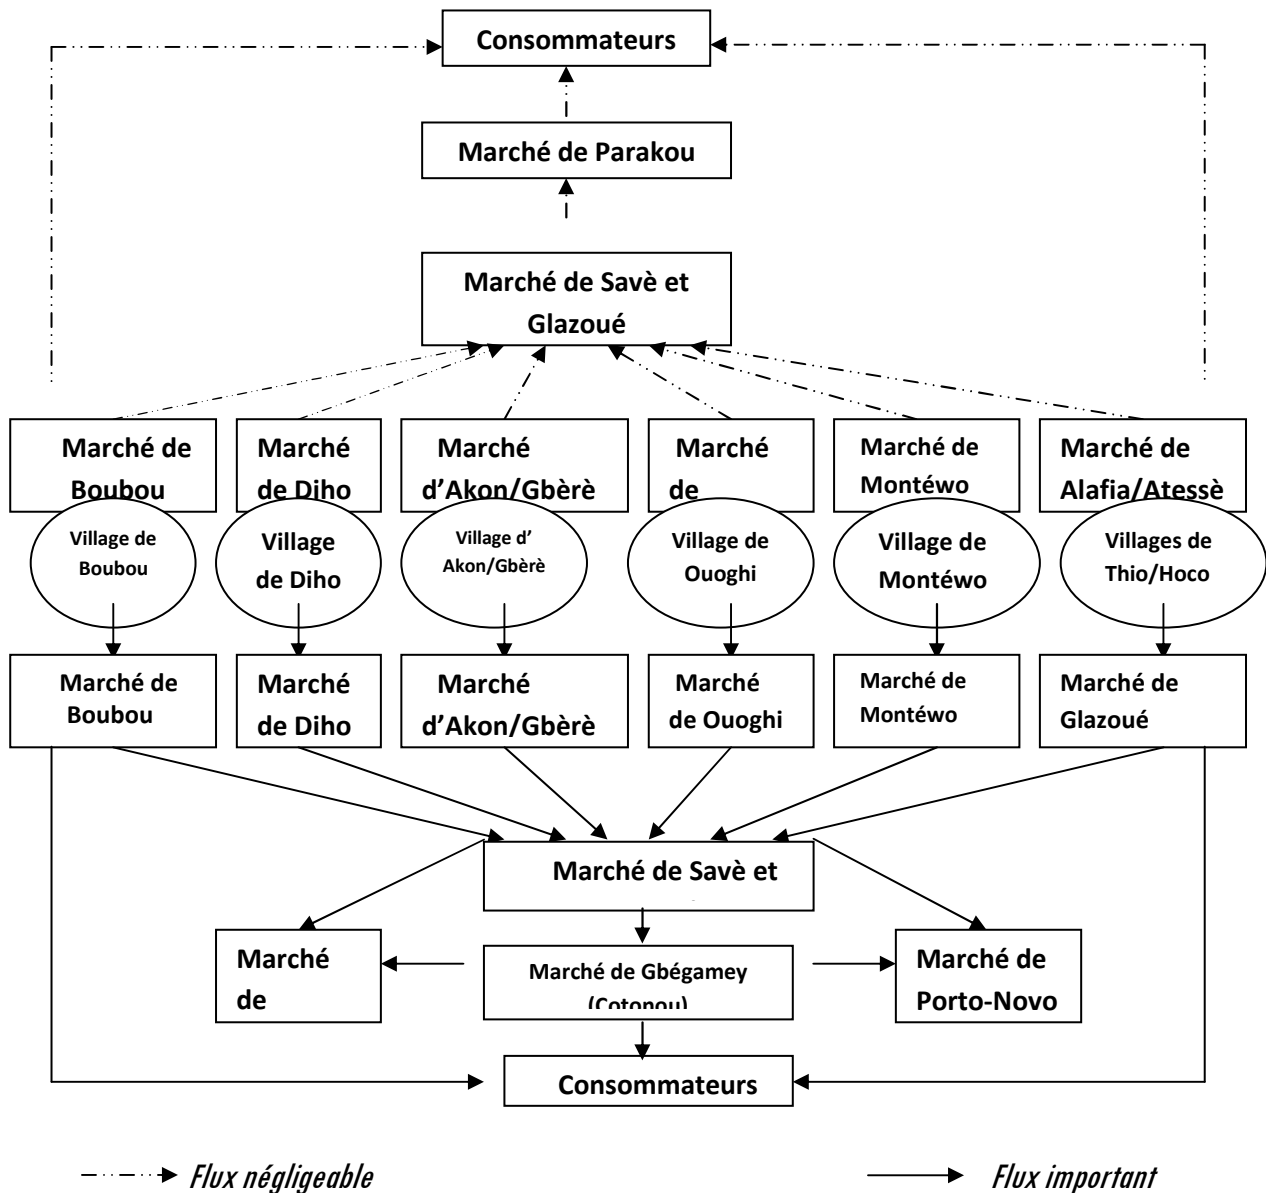 Consommateurs
Marché de Parakou
Marché de Savè et
Glazoué
Marché de
Boubou
Marché
de Diho
Marché
d'Akon/Gbèrè
Marché
de
Marché de
Montéwo
Marché de
Alafia/Atessè
Village de
Boubou
Village
de Diho
Village d'
Akon/Gbèrè
Village de
Ouoghi
Village de
Montéwo
Villages de
Thio/Hoco
Marché de
Boubou
Marché
de Diho
Marché
d'Akon/Gbèrè
Marché
de Ouoghi
Marché de
Montéwo
Marché de
Glazoué
Marché de Savè et
Marché
de
Marché de Gbégamey
(Cotonou)
Marché de
Porto-Novo
Consommateurs
Flux négligeable
Flux important